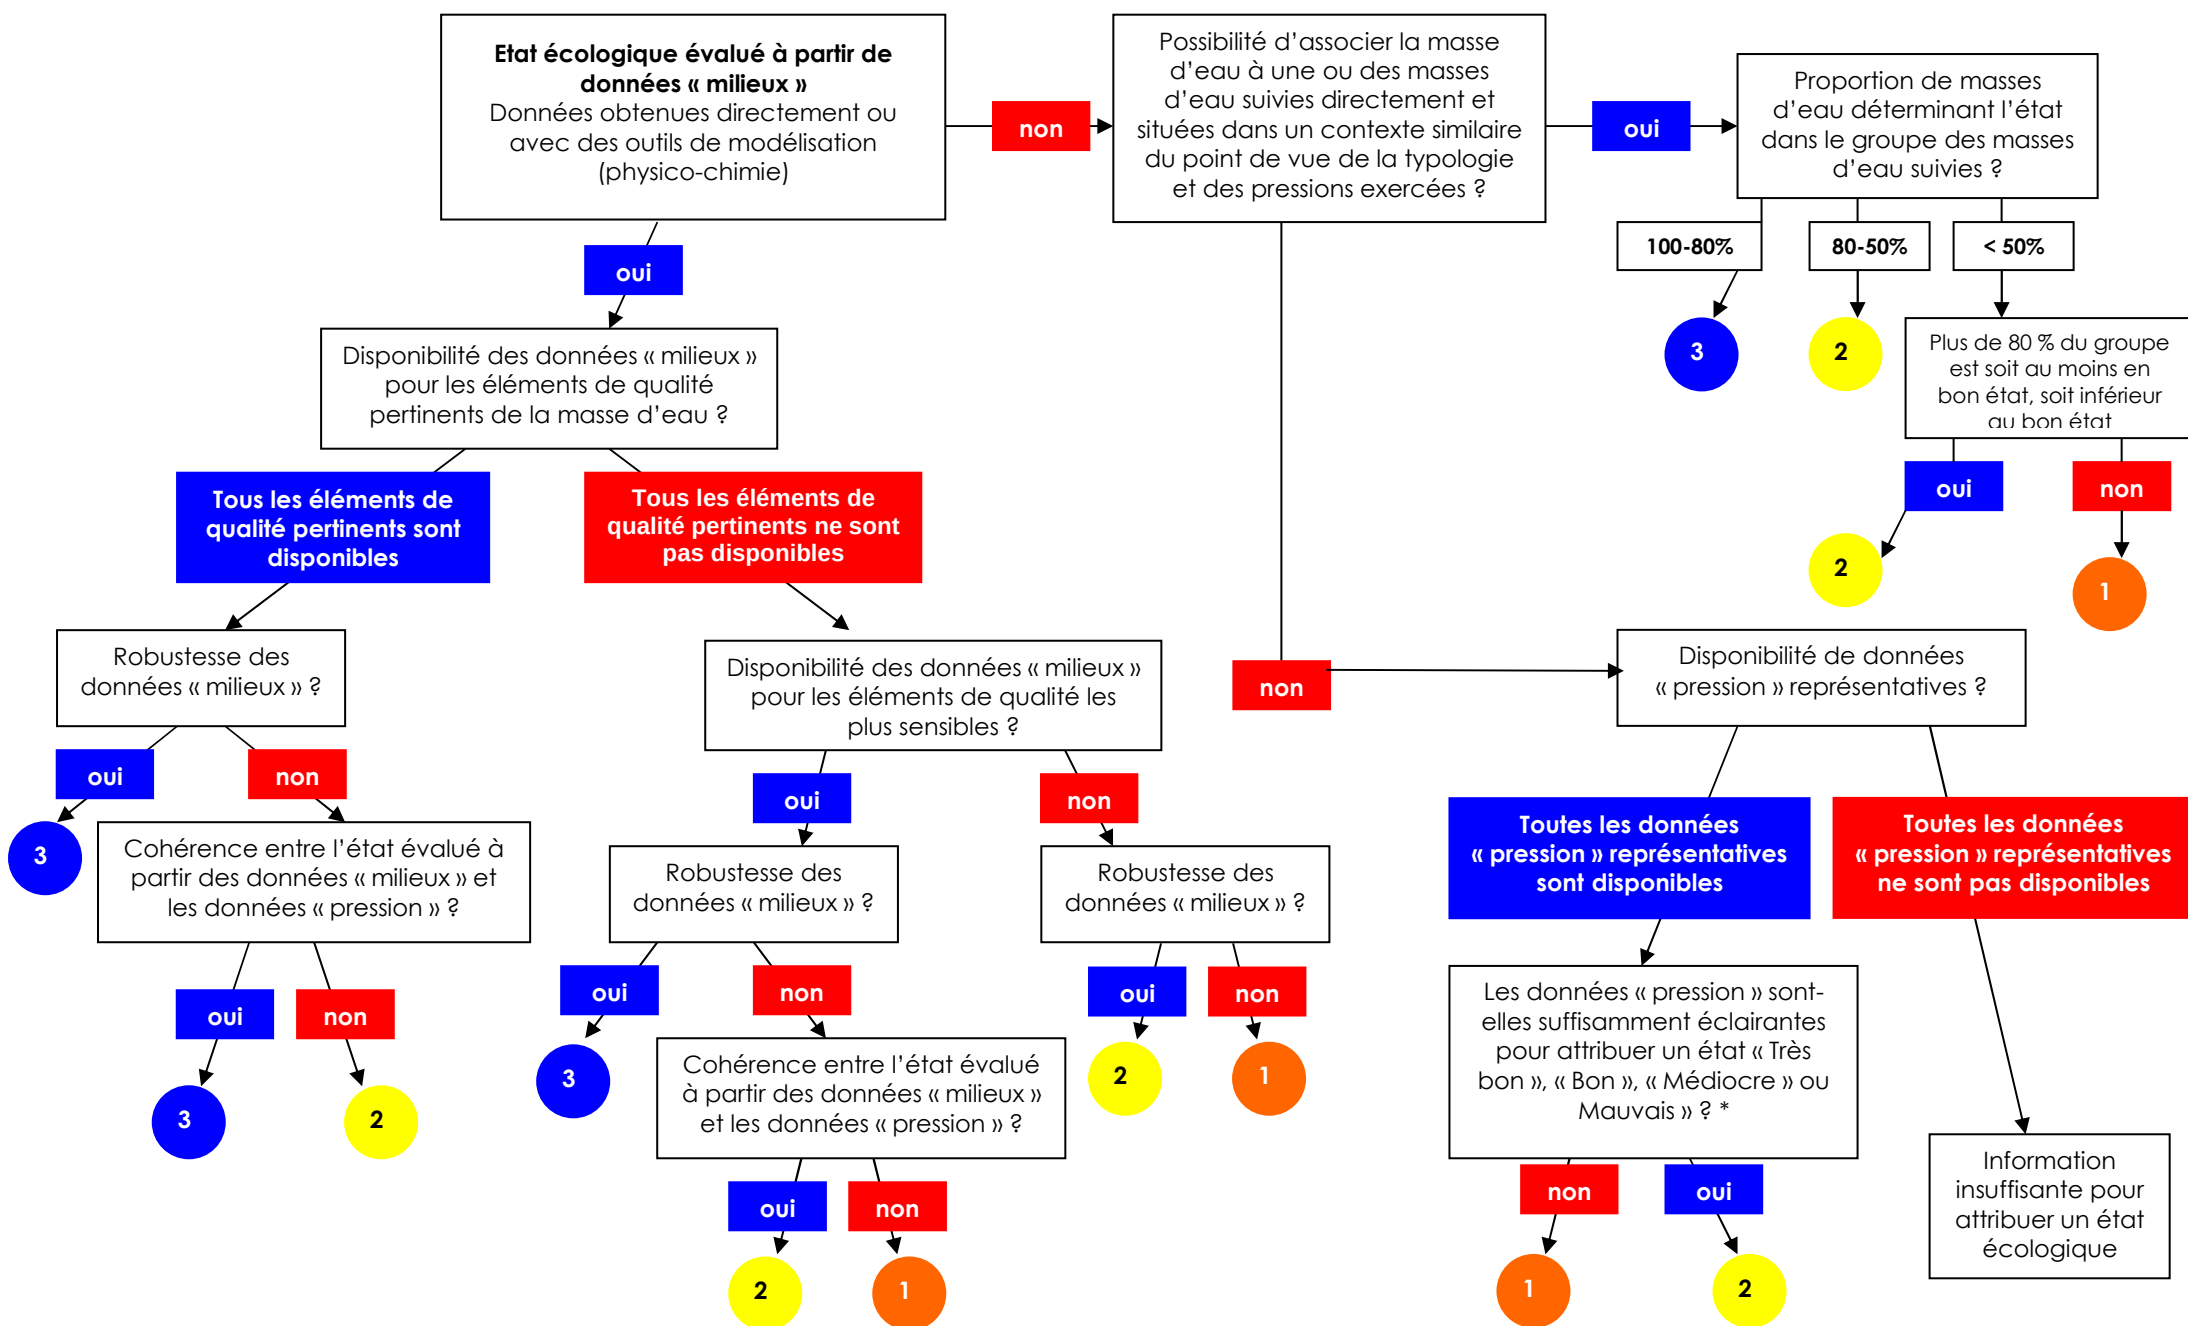 Etat écologique évalué à partir de
données « milieux »
Données obtenues directement ou
avec des outils de modélisation
(physico-chimie)
non
Possibilité d’associer la masse
d’eau à une ou des masses
d’eau suivies directement et
situées dans un contexte similaire
du point de vue de la typologie
et des pressions exercées ?
oui
Proportion de masses
d’eau déterminant l’état
dans le groupe des masses
d’eau suivies ?
100-80%
80-50%
< 50%
3
2
Plus de 80 % du groupe
est soit au moins en
bon état, soit inférieur
au bon état
oui
non
2
1
oui
Disponibilité des données « milieux »
pour les éléments de qualité
pertinents de la masse d’eau ?
Tous les éléments de
qualité pertinents sont
disponibles
Tous les éléments de
qualité pertinents ne sont
pas disponibles
Robustesse des
données « milieux » ?
oui
non
3
Cohérence entre l’état évalué à
partir des données « milieux » et
les données « pression » ?
oui
non
3
2
Disponibilité des données « milieux »
pour les éléments de qualité les
plus sensibles ?
oui
non
Robustesse des
données « milieux » ?
Robustesse des
données « milieux » ?
oui
non
oui
non
3
Cohérence entre l’état évalué
à partir des données « milieux »
et les données « pression » ?
2
1
oui
non
2
1
non
Disponibilité de données
« pression » représentatives ?
Toutes les données
« pression » représentatives
sont disponibles
Toutes les données
« pression » représentatives
ne sont pas disponibles
Les données « pression » sont-
elles suffisamment éclairantes
pour attribuer un état « Très
bon », « Bon », « Médiocre » ou
Mauvais » ? *
non
oui
1
2
Information
insuffisante pour
attribuer un état
écologique